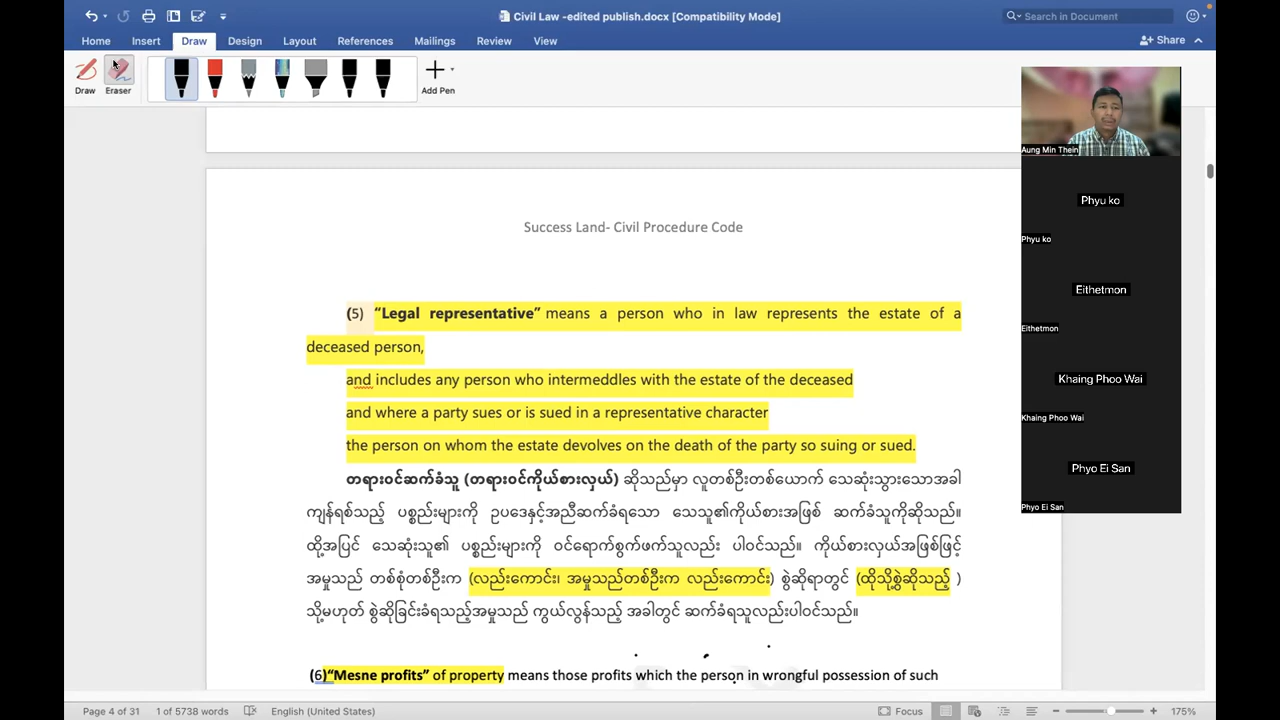 Civil Law -edited publish.docx [Compatibility Mode]
Search in Document
Home Insert Draw Design Layout References Mailings Review View
Share
Draw Eraser Add Pen
Aung Min Thein
Phyu ko
Phyu ko
Eithetmon
Eithetmon
Khaing Phoo Wai
Khaing Phoo Wai
Phyo Ei San
Phyo Ei San
Success Land- Civil Procedure Code
(5) “Legal representative” means a person who in law represents the estate of a
deceased person,
and includes any person who intermeddles with the estate of the deceased
and where a party sues or is sued in a representative character
the person on whom the estate devolves on the death of the party so suing or sued.
တရားဝင်ဆက်ခံသူ (တရားဝင်ကိုယ်စားလှယ်) ဆိုသည်မှာ လူတစ်ဦးတစ်ယောက် သေဆုံးသွားသောအခါ
ကျန်ရစ်သည့် ပစ္စည်းများကို ဥပဒေနှင့်အညီဆက်ခံရသော သေသူ၏ကိုယ်စားအဖြစ် ဆက်ခံသူကိုဆိုသည်။
ထို့အပြင် သေဆုံးသူ၏ ပစ္စည်းများကို ဝင်ရောက်စွက်ဖက်သူလည်း ပါဝင်သည်။ ကိုယ်စားလှယ်အဖြစ်ဖြင့်
အမှုသည် တစ်စုံတစ်ဦးက (လည်းကောင်း၊ အမှုသည်တစ်ဦးက လည်းကောင်း) စွဲဆိုရာတွင် (ထိုသို့စွဲဆိုသည့် )
သို့မဟုတ် စွဲဆိုခြင်းခံရသည့်အမှုသည် ကွယ်လွန်သည့် အခါတွင် ဆက်ခံရသူလည်းပါဝင်သည်။
(6)“Mesne profits” of property means those profits which the person in wrongful possession of such
Page 4 of 31 1 of 5738 words English (United States) Focus 175%